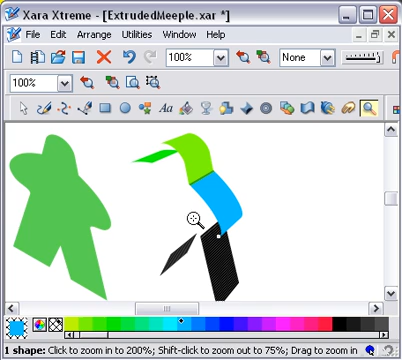 Xara Xtreme - [ExtrudedMeeple.xar *]
File Edit Arrange Utilities Window Help
100% None
100%
Aa
1 shape: Click to zoom in to 200%; Shift-click to zoom out to 75%; Drag to zoom in